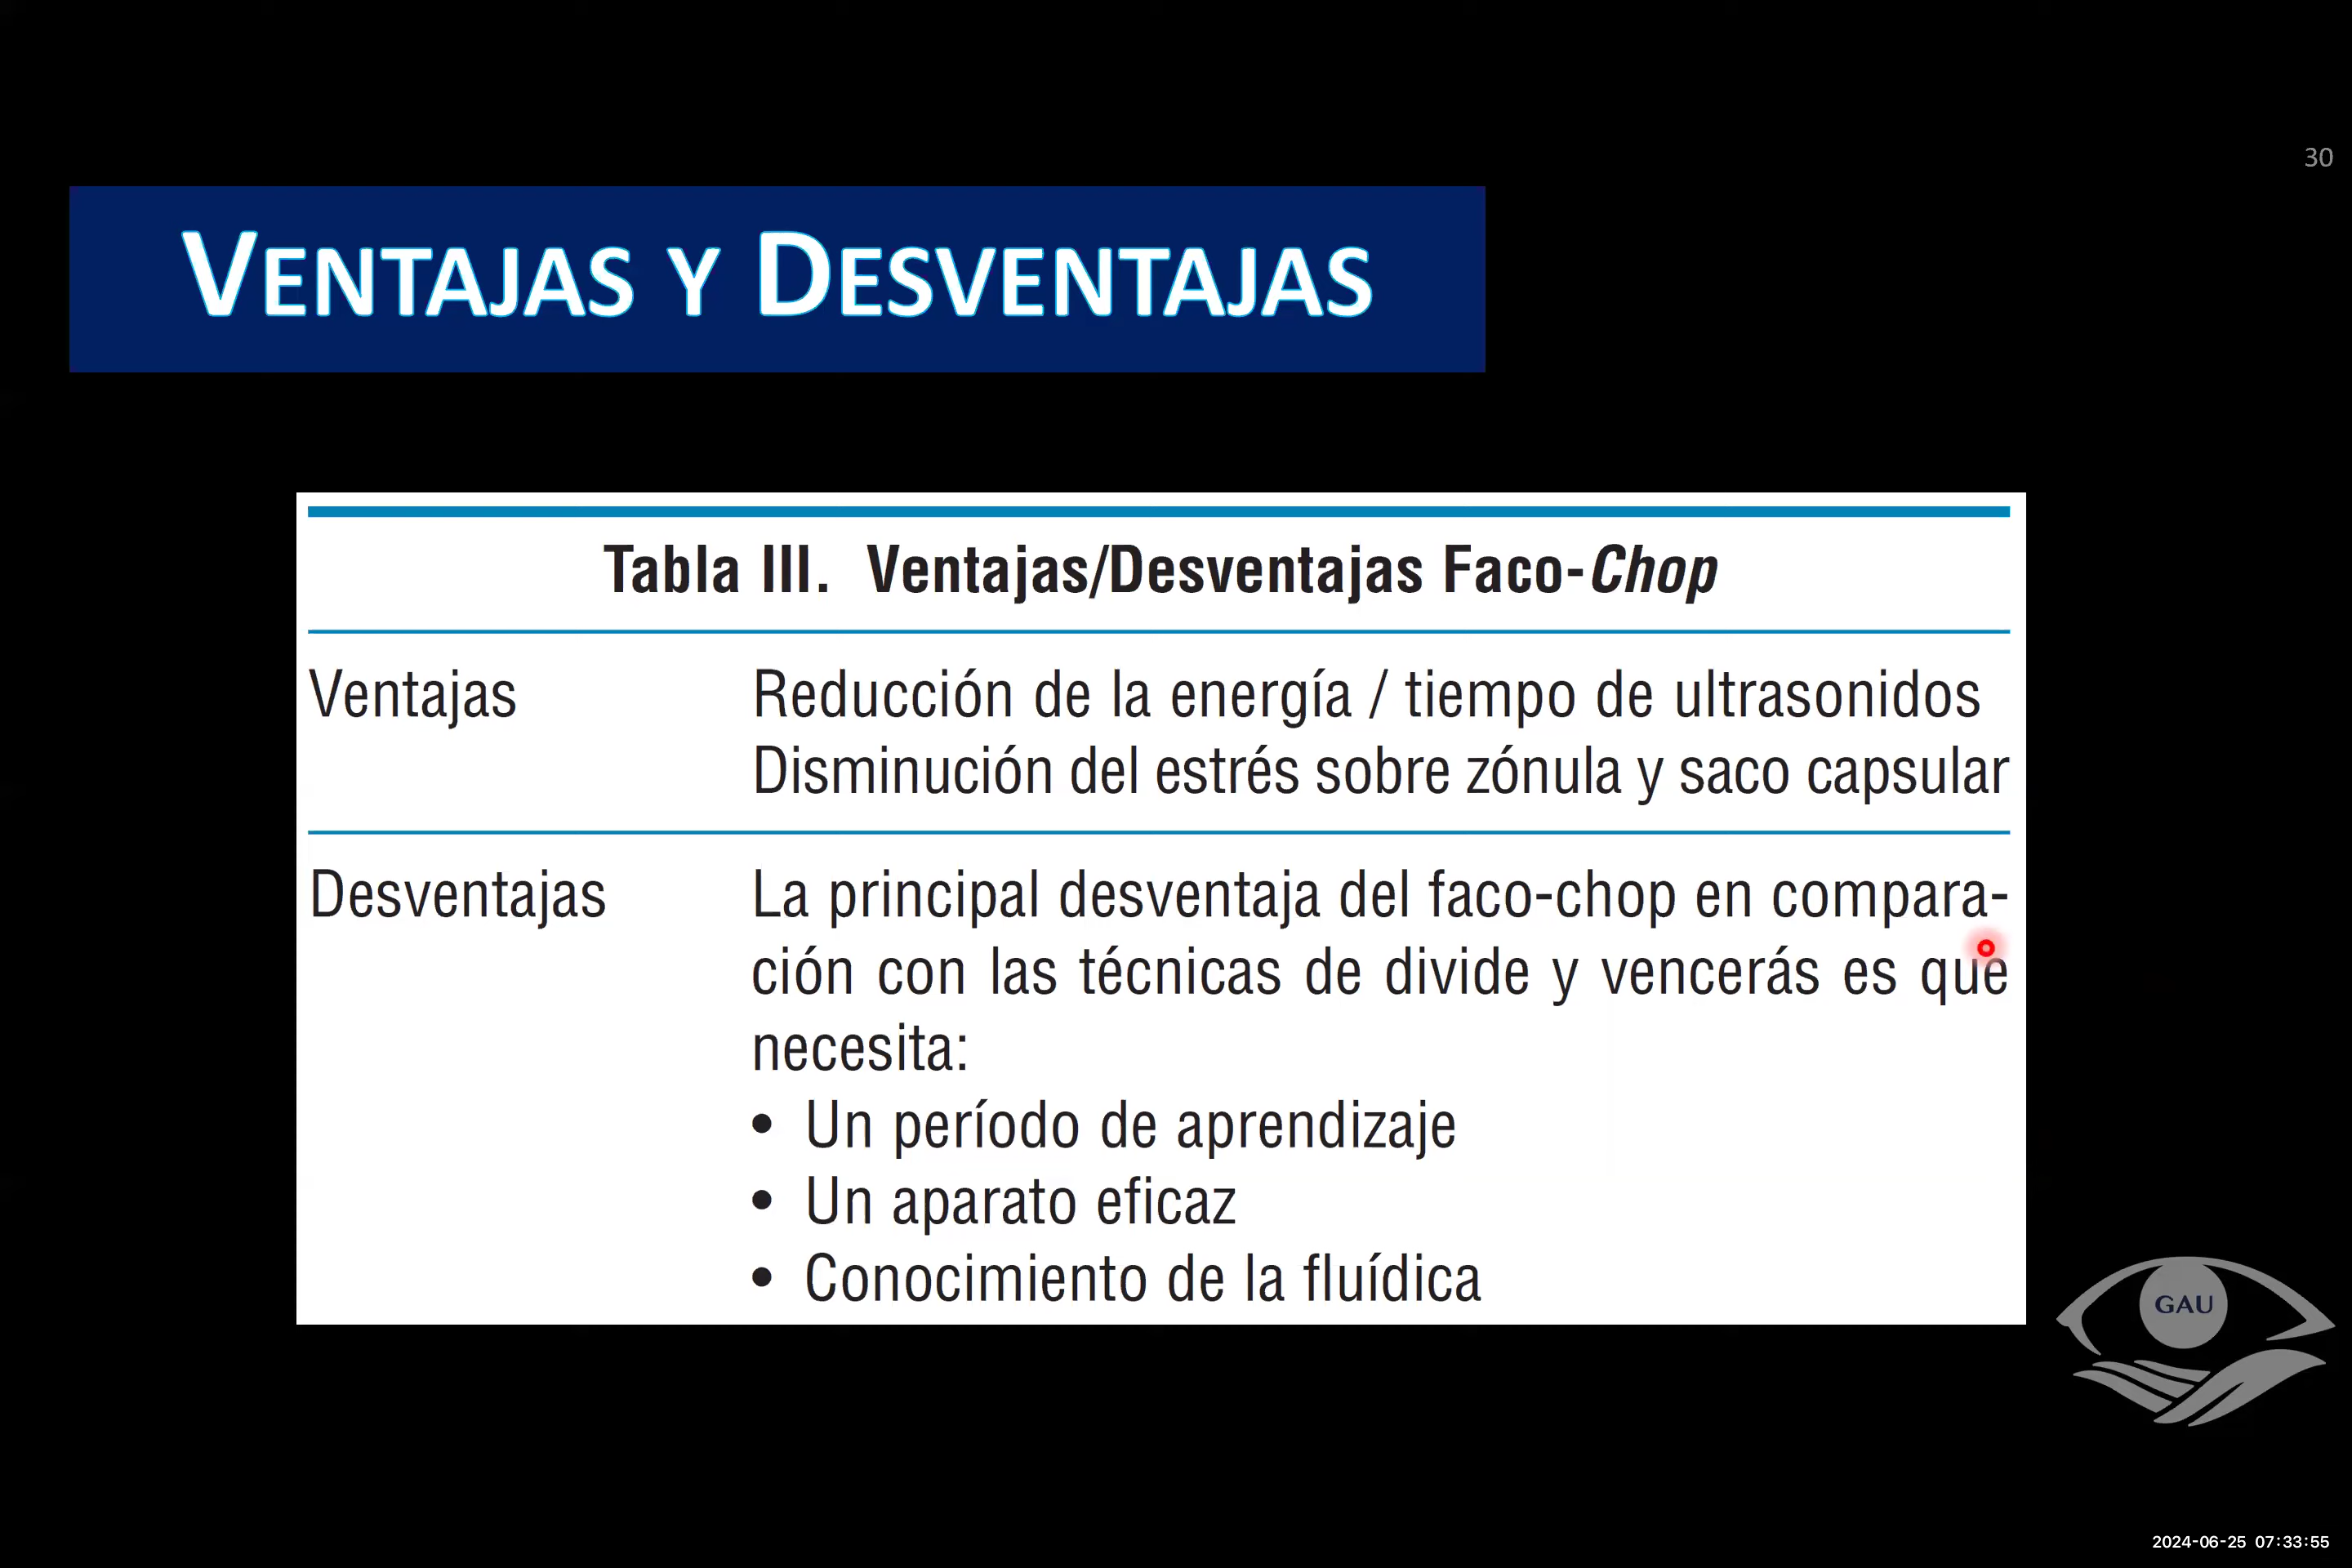 30
VENTAJAS Y DESVENTAJAS
Tabla III. Ventajas/Desventajas Faco-Chop
Ventajas
Reducción de la energía / tiempo de ultrasonidos
Disminución del estrés sobre zónula y saco capsular
Desventajas
La principal desventaja del faco-chop en compara-
ción con las técnicas de divide y vencerás es que
necesita:
• Un período de aprendizaje
• Un aparato eficaz
• Conocimiento de la fluídica
GAU
2024-06-25 07:33:55